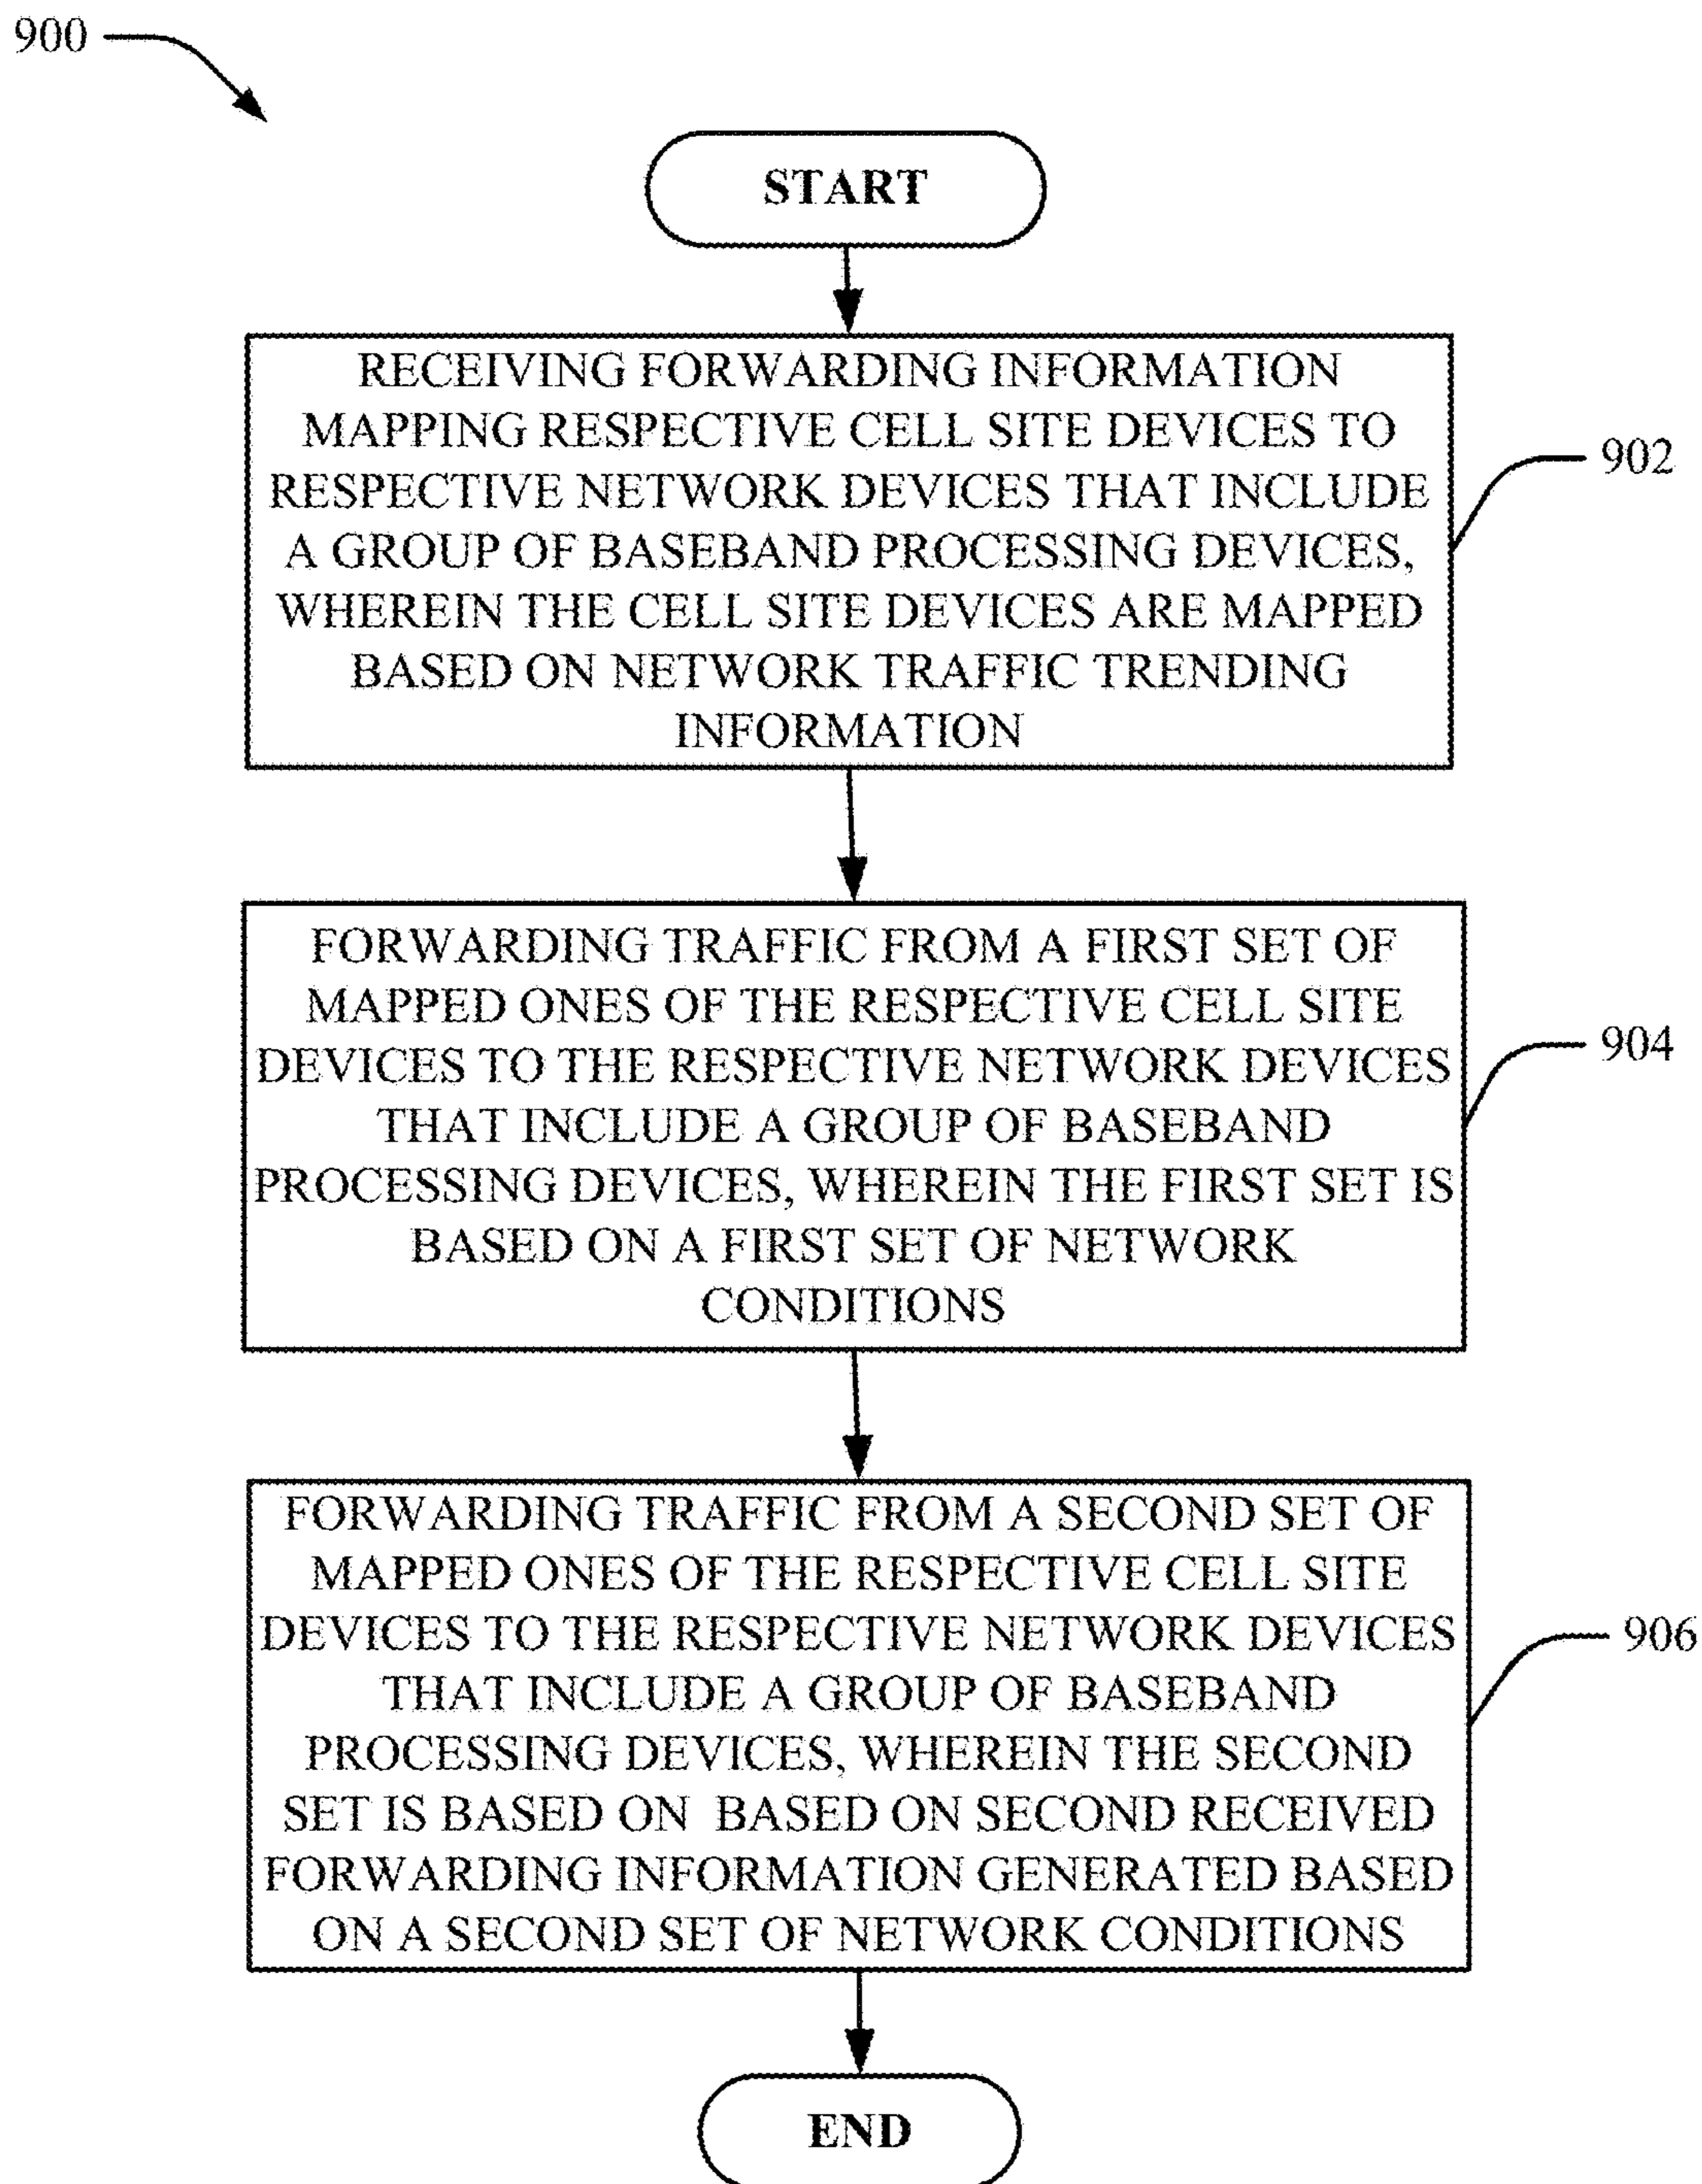 900
START
RECEIVING FORWARDING INFORMATION
MAPPING RESPECTIVE CELL SITE DEVICES TO
RESPECTIVE NETWORK DEVICES THAT INCLUDE
A GROUP OF BASEBAND PROCESSING DEVICES,
WHEREIN THE CELL SITE DEVICES ARE MAPPED
BASED ON NETWORK TRAFFIC TRENDING
INFORMATION
902
FORWARDING TRAFFIC FROM A FIRST SET OF
MAPPED ONES OF THE RESPECTIVE CELL SITE
DEVICES TO THE RESPECTIVE NETWORK DEVICES
THAT INCLUDE A GROUP OF BASEBAND
PROCESSING DEVICES, WHEREIN THE FIRST SET IS
BASED ON A FIRST SET OF NETWORK
CONDITIONS
904
FORWARDING TRAFFIC FROM A SECOND SET OF
MAPPED ONES OF THE RESPECTIVE CELL SITE
DEVICES TO THE RESPECTIVE NETWORK DEVICES
THAT INCLUDE A GROUP OF BASEBAND
PROCESSING DEVICES, WHEREIN THE SECOND
SET IS BASED ON BASED ON SECOND RECEIVED
FORWARDING INFORMATION GENERATED BASED
ON A SECOND SET OF NETWORK CONDITIONS
906
END